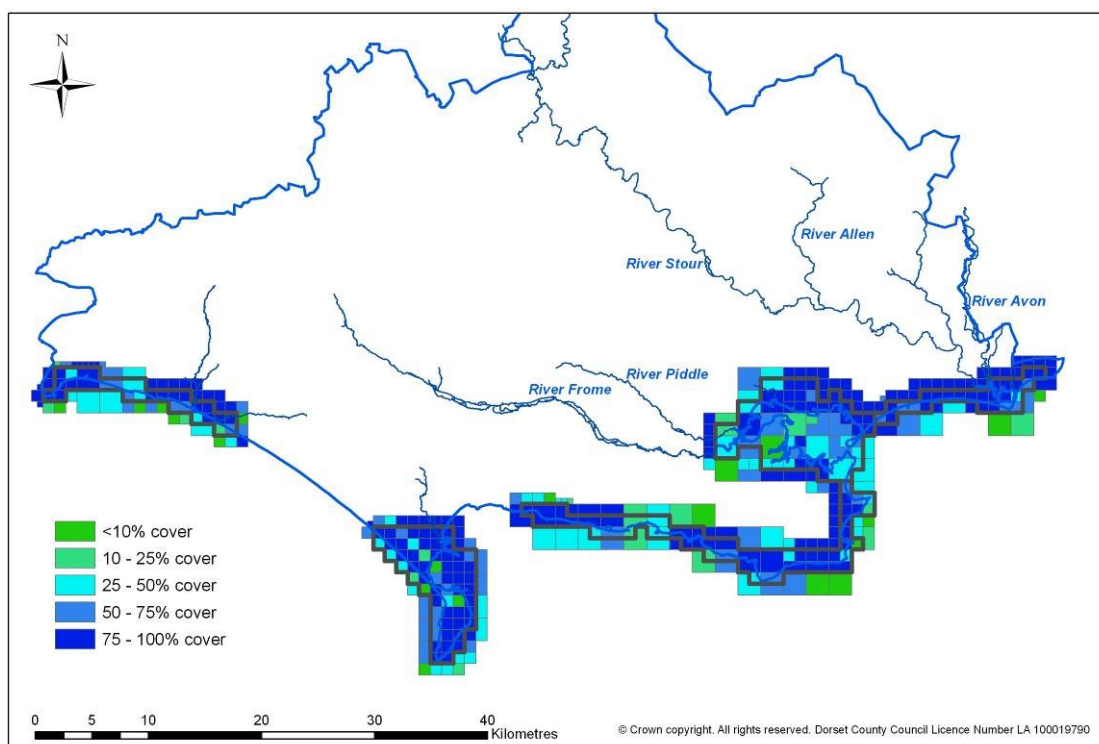 N
River Allen
River Stour
River Avon
River Piddle
River Frome
<10% cover
10 - 25% cover
25 - 50% cover
50 - 75% cover
75 - 100% cover
0 5 10 20 30 40
Kilometres
© Crown copyright. All rights reserved. Dorset County Council Licence Number LA 100019790